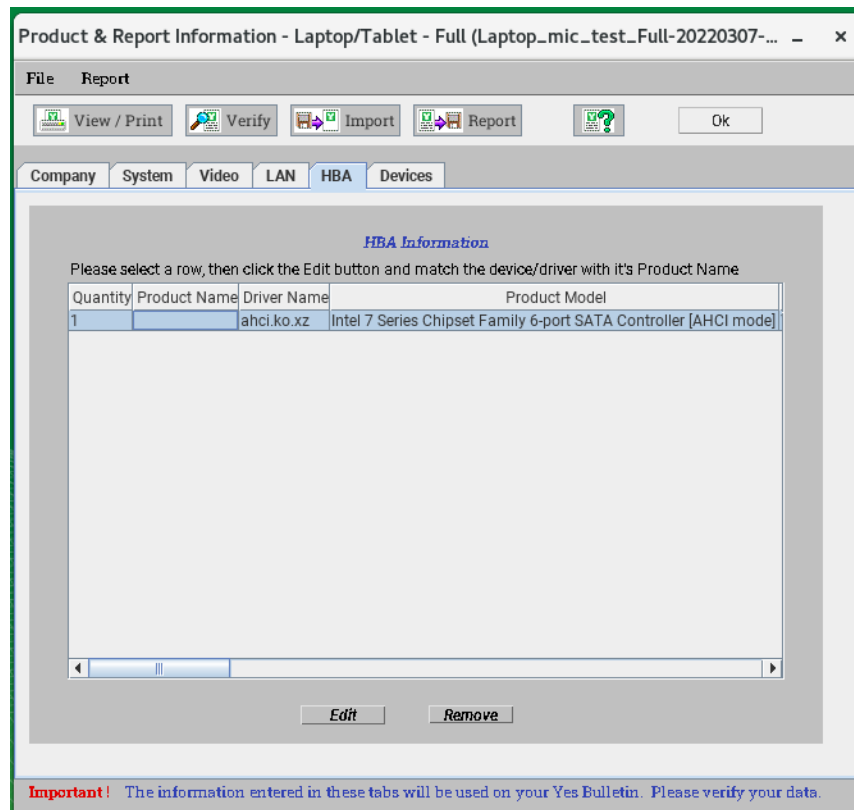 Product & Report Information - Laptop/Tablet - Full (Laptop_mic_test_Full-20220307-...
File Report
View / Print Verify Import Report Ok
Company System Video LAN HBA Devices
HBA Information
Please select a row, then click the Edit button and match the device/driver with it's Product Name
Quantity Product Name Driver Name Product Model
1 ahci.ko.xz Intel 7 Series Chipset Family 6-port SATA Controller [AHCI mode]
Edit Remove
Important! The information entered in these tabs will be used on your Yes Bulletin. Please verify your data.